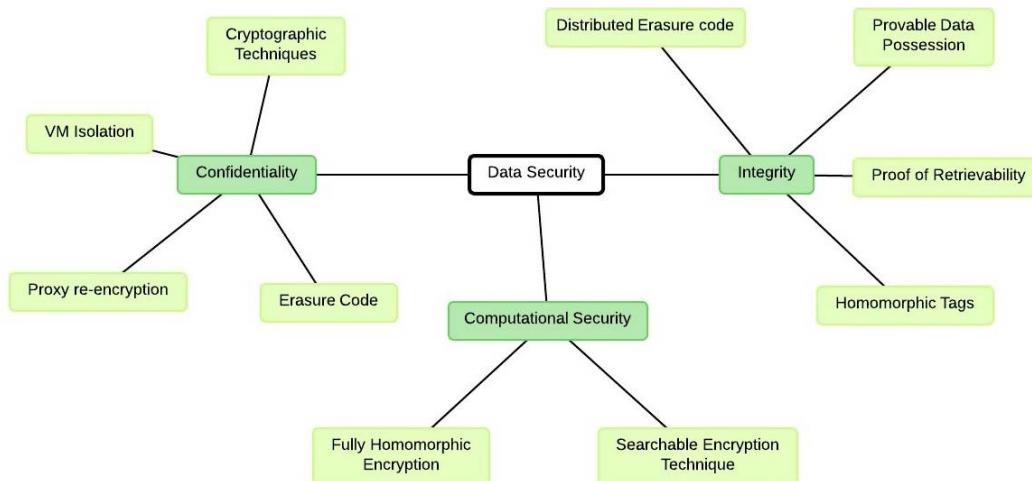 Cryptographic
Techniques
Distributed Erasure code
Provable Data
Possession
VM Isolation
Confidentiality
Data Security
Integrity
Proof of Retrievability
Proxy re-encryption
Erasure Code
Computational Security
Homomorphic Tags
Fully Homomorphic
Encryption
Searchable Encryption
Technique